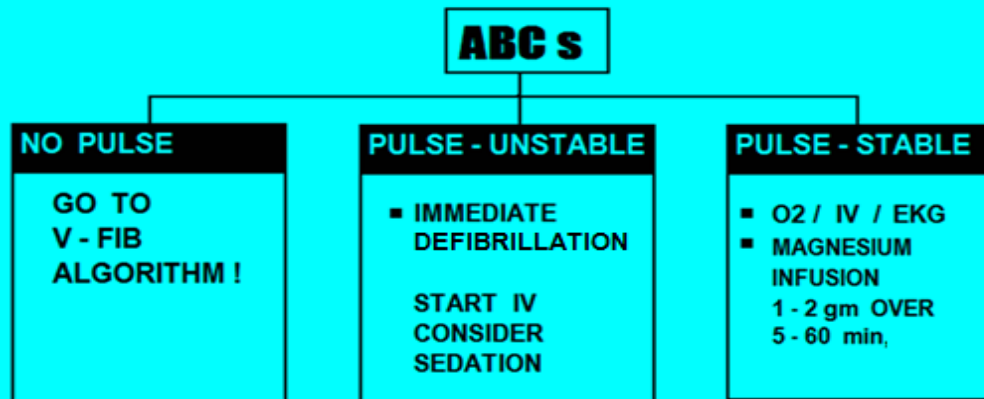 ABC s
NO PULSE
GO TO
V - FIB
ALGORITHM !
PULSE - UNSTABLE
■ IMMEDIATE
DEFIBRILLATION
START IV
CONSIDER
SEDATION
PULSE - STABLE
■ O2 / IV / EKG
■ MAGNESIUM
INFUSION
1 - 2 gm OVER
5 - 60 min,